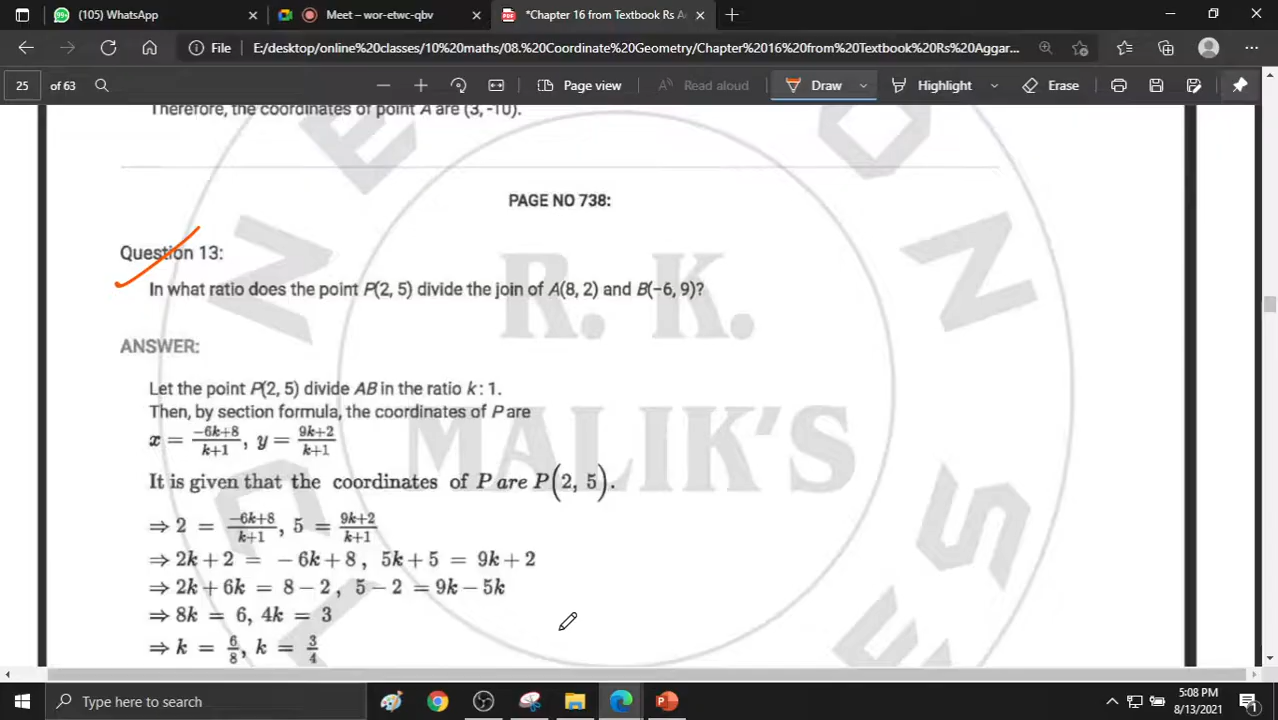 (105) WhatsApp
Meet – wor-etwc-qbv
*Chapter 16 from Textbook Rs A
File
E:/desktop/online%20classes/10%20maths/08.%20Coordinate%20Geometry/Chapter%2016%20from%20Textbook%20Rs%20Aggar...
25 of 63
Page view
Read aloud
Draw
Highlight
Erase
Therefore, the coordinates of point A are (3, -10).
PAGE NO 738:
Question 13:
In what ratio does the point P(2, 5) divide the join of A(8, 2) and B(−6, 9)?
ANSWER:
Let the point P(2, 5) divide AB in the ratio k : 1.
Then, by section formula, the coordinates of P are
x = −6k+8/k+1, y = 9k+2/k+1
It is given that the coordinates of P are P(2, 5).
⇒ 2 = −6k+8/k+1, 5 = 9k+2/k+1
⇒ 2k + 2 = − 6k + 8 , 5k + 5 = 9k + 2
⇒ 2k + 6k = 8 − 2 , 5 − 2 = 9k − 5k
⇒ 8k = 6, 4k = 3
⇒ k = 6/8, k = 3/4
R. K.
MALIK'S
Type here to search
5:08 PM
8/13/2021
1